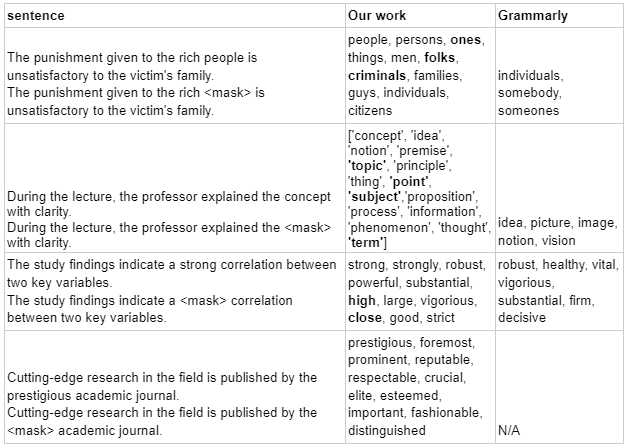 sentence Our work Grammarly
The punishment given to the rich people is
unsatisfactory to the victim's family.
The punishment given to the rich <mask> is
unsatisfactory to the victim's family.
people, persons, ones,
things, men, folks,
criminals, families,
guys, individuals,
citizens
individuals,
somebody,
someones
During the lecture, the professor explained the concept
with clarity.
During the lecture, the professor explained the <mask>
with clarity.
['concept', 'idea',
'notion', 'premise',
'topic', 'principle',
'thing', 'point',
'subject','proposition',
'process', 'information',
'phenomenon', 'thought',
'term']
idea, picture, image,
notion, vision
The study findings indicate a strong correlation between
two key variables.
The study findings indicate a <mask> correlation
between two key variables.
strong, strongly, robust,
powerful, substantial,
high, large, vigorious,
close, good, strict
robust, healthy, vital,
vigorous,
substantial, firm,
decisive
Cutting-edge research in the field is published by the
prestigious academic journal.
Cutting-edge research in the field is published by the
<mask> academic journal.
prestigious, foremost,
prominent, reputable,
respectable, crucial,
elite, esteemed,
important, fashionable,
distinguished
N/A